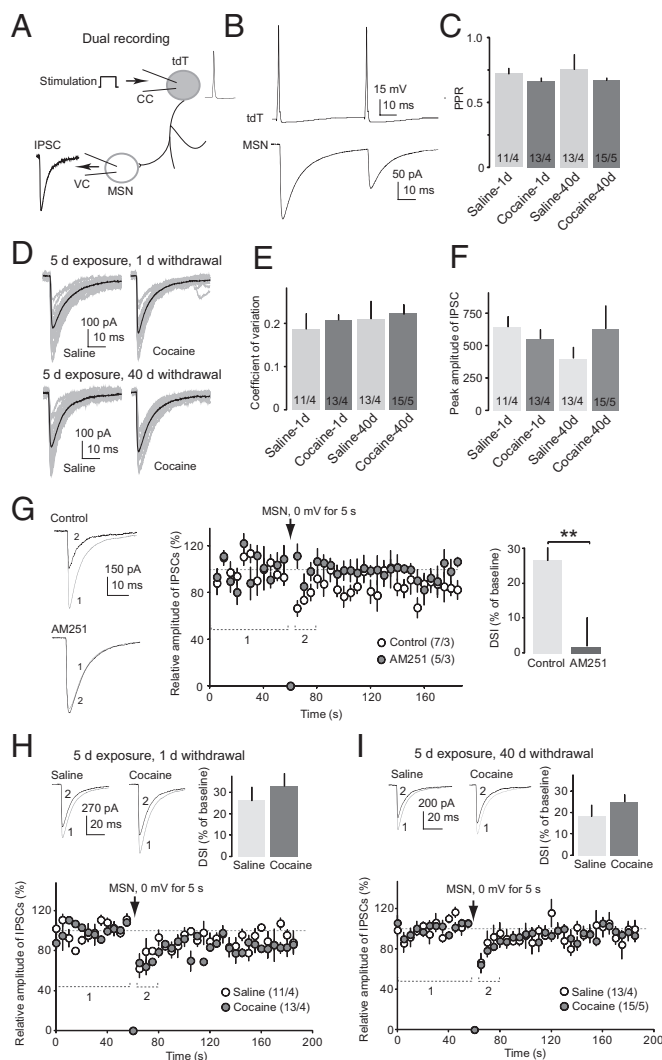 A
Dual recording
tdT
Stimulation
CC
IPSC
VC
MSN
B
15 mV
10 ms
tdT
MSN
50 pA
10 ms
C
PPR
1.0
0.5
0
11/4
13/4
13/4
15/5
Saline-1d
Cocaine-1d
Saline-40d
Cocaine-40d
D
5 d exposure, 1 d withdrawal
100 pA
10 ms
Saline
Cocaine
5 d exposure, 40 d withdrawal
100 pA
10 ms
Saline
Cocaine
E
Coefficient of variation
0.2
0.1
0
11/4
13/4
13/4
15/5
Saline-1d
Cocaine-1d
Saline-40d
Cocaine-40d
F
Peak amplitude of IPSC
750
500
250
0
11/4
13/4
13/4
15/5
Saline-1d
Cocaine-1d
Saline-40d
Cocaine-40d
G
Control
2
150 pA
10 ms
1
AM251
1
2
MSN, 0 mV for 5 s
Relative amplitude of IPSCs (%)
120
80
40
0
1
2
Control (7/3)
AM251 (5/3)
0
40
80
120
160
Time (s)
**
DSI (% of baseline)
30
20
10
0
Control
AM251
H
5 d exposure, 1 d withdrawal
Saline
Cocaine
2
2
270 pA
20 ms
1
1
DSI (% of baseline)
30
20
10
0
Saline
Cocaine
MSN, 0 mV for 5 s
Relative amplitude of IPSCs (%)
120
80
40
0
1
2
Saline (11/4)
Cocaine (13/4)
0
40
80
120
160
200
Time (s)
I
5 d exposure, 40 d withdrawal
Saline
Cocaine
2
2
200 pA
20 ms
1
1
DSI (% of baseline)
30
20
10
0
Saline
Cocaine
MSN, 0 mV for 5 s
Relative amplitude of IPSCs (%)
120
80
40
0
1
2
Saline (13/4)
Cocaine (15/5)
0
40
80
120
160
200
Time (s)